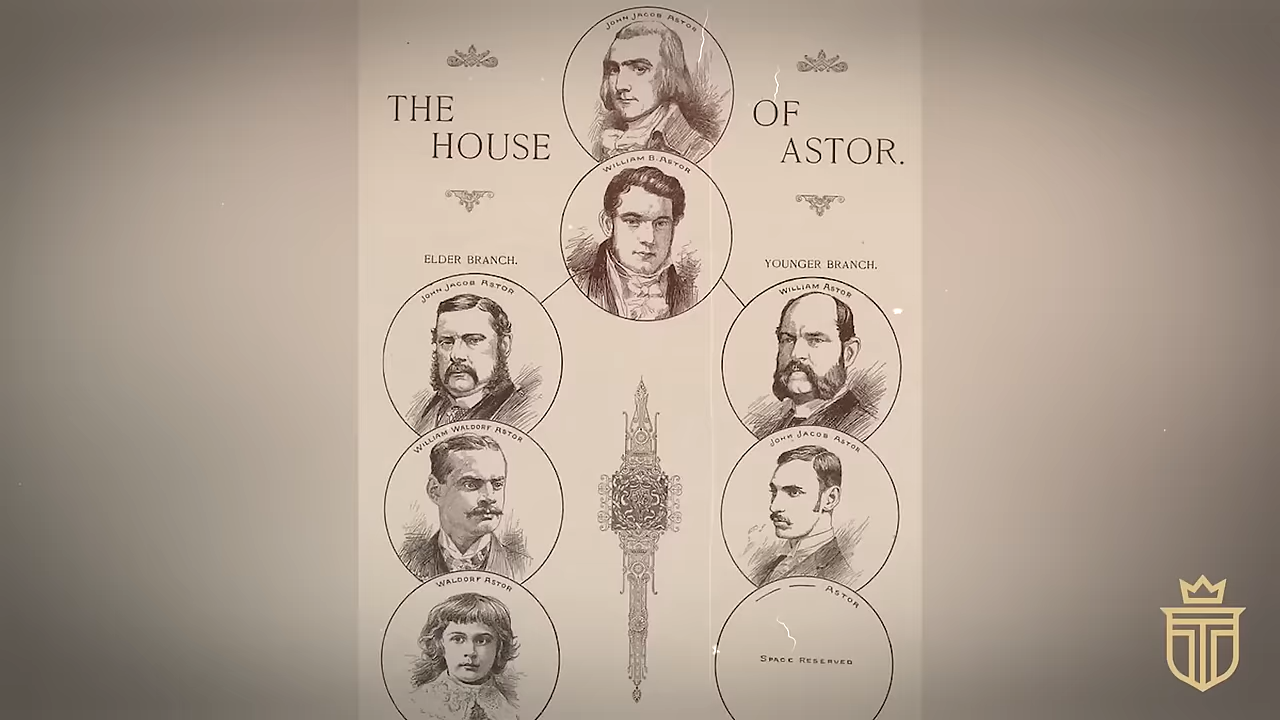 JOHN JACOB ASTOR
THE
HOUSE
OF
ASTOR.
WILLIAM B. ASTOR
ELDER BRANCH.
YOUNGER BRANCH.
JOHN JACOB ASTOR
WILLIAM ASTOR
WILLIAM WALDORF ASTOR
JOHN JACOB ASTOR
WALDORF ASTOR
ASTOR
SPACE RESERVED